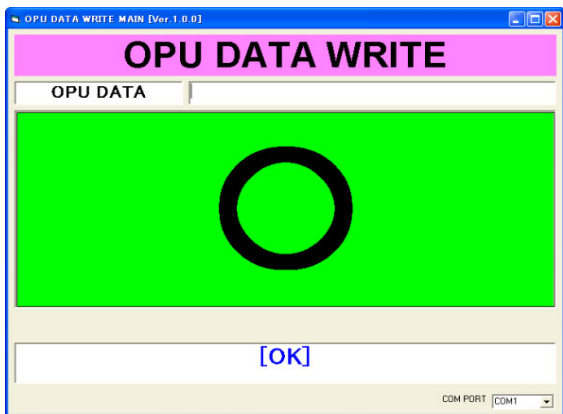 OPU DATA WRITE MAIN [Ver.1.0.0]
OPU DATA WRITE
OPU DATA
[OK]
COM PORT COM1